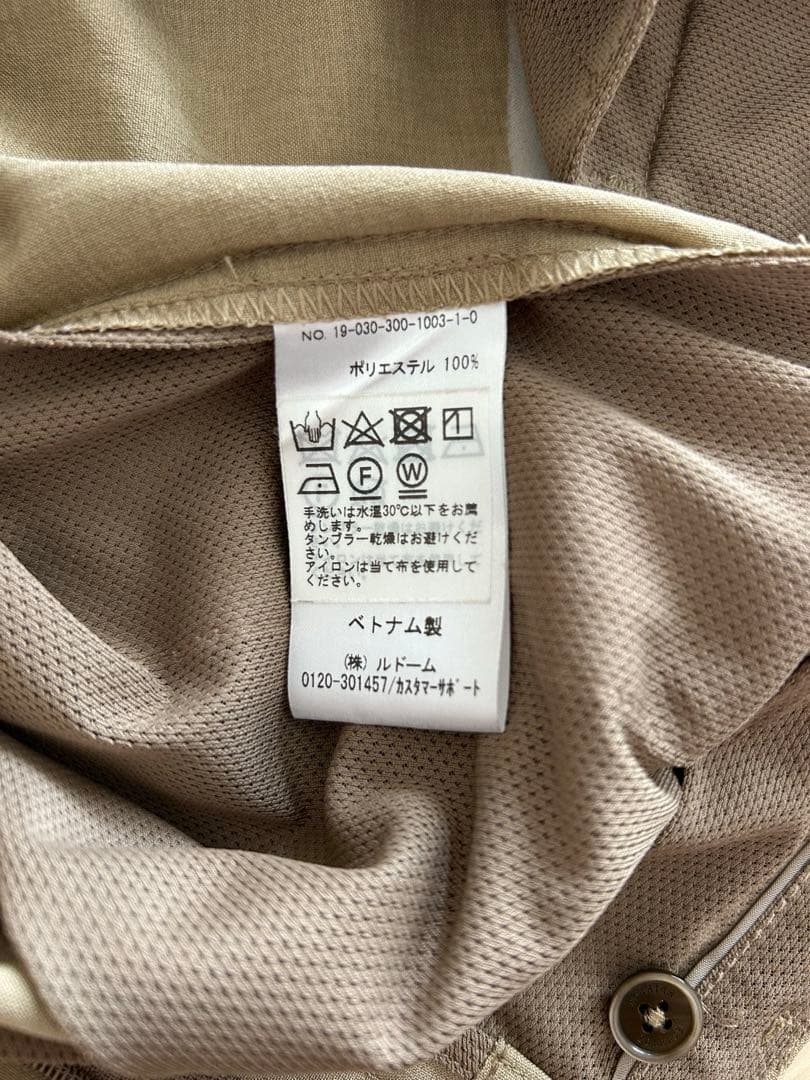 NO. 19-030-300-1003-1-0
ポリエステル 100%
F W
手洗いは水温30℃以下をお薦
めします。
タンブラー乾燥はお避けくだ
さい。
アイロンは当て布を使用して
ください。
ベトナム製
(株) ルドーム
0120-301457/カスタマーサポート